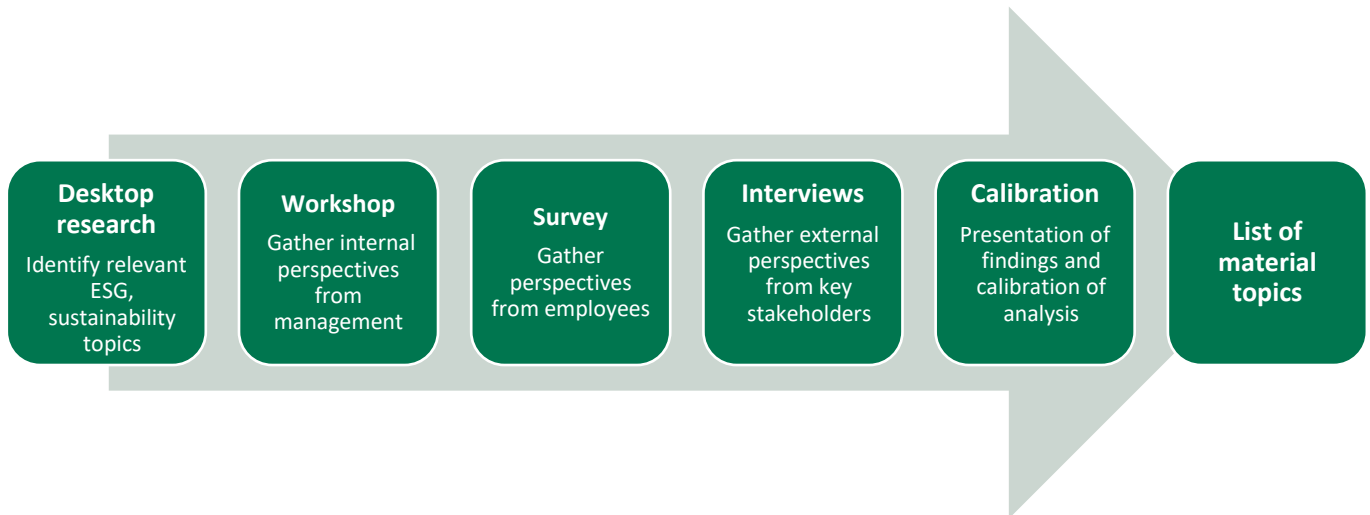 Desktop
research
Identify relevant
ESG,
sustainability
topics
Workshop
Gather internal
perspectives
from
management
Survey
Gather
perspectives
from employees
Interviews
Gather external
perspectives
from key
stakeholders
Calibration
Presentation of
findings and
calibration of
analysis
List of
material
topics